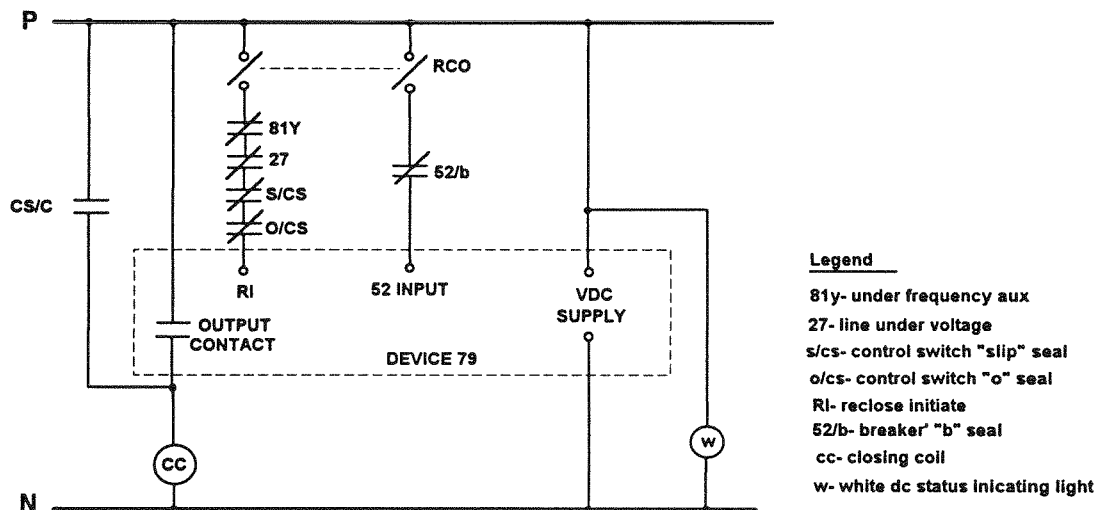 P
RCO
81Y
27
52/b
S/CS
CS/C
O/CS
RI
52 INPUT
VDC
SUPPLY
OUTPUT
CONTACT
DEVICE 79
W
CC
N
Legend
81y- under frequency aux
27- line under voltage
s/cs- control switch "slip" seal
o/cs- control switch "o" seal
RI- reclose initiate
52/b- breaker' "b" seal
cc- closing coil
w- white dc status inicating light